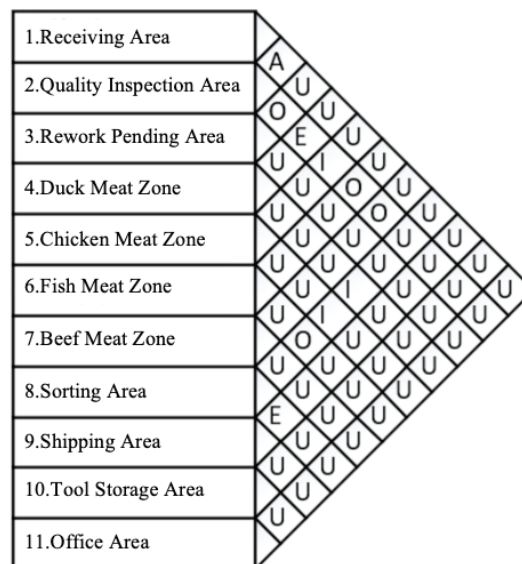 1.Receiving Area
A
2.Quality Inspection Area U
O U
3.Rework Pending Area E U
U I U
4.Duck Meat Zone U O U
U U O U
5.Chicken Meat Zone U U U U
U U U U U
6.Fish Meat Zone U I U U U
U I U U U
7.Beef Meat Zone O U U U
U U U U
8.Sorting Area U U U
E U U
9.Shipping Area U U
U U
10.Tool Storage Area U
U
11.Office Area